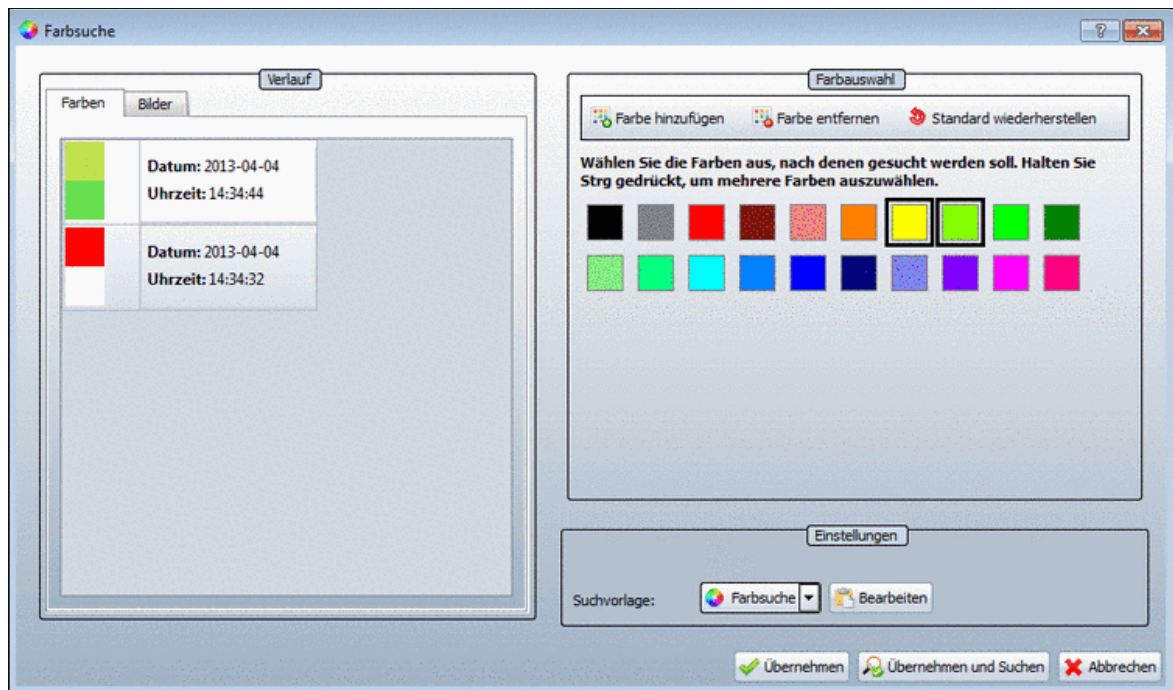 Farbsuche
Verlauf
Farben Bilder
Datum: 2013-04-04
Uhrzeit: 14:34:44
Datum: 2013-04-04
Uhrzeit: 14:34:32
Farbauswahl
Farbe hinzufügen Farbe entfernen Standard wiederherstellen
Wählen Sie die Farben aus, nach denen gesucht werden soll. Halten Sie
Strg gedrückt, um mehrere Farben auszuwählen.
Einstellungen
Suchvorlage: Farbsuche Bearbeiten
Übernehmen Übernehmen und Suchen Abbrechen